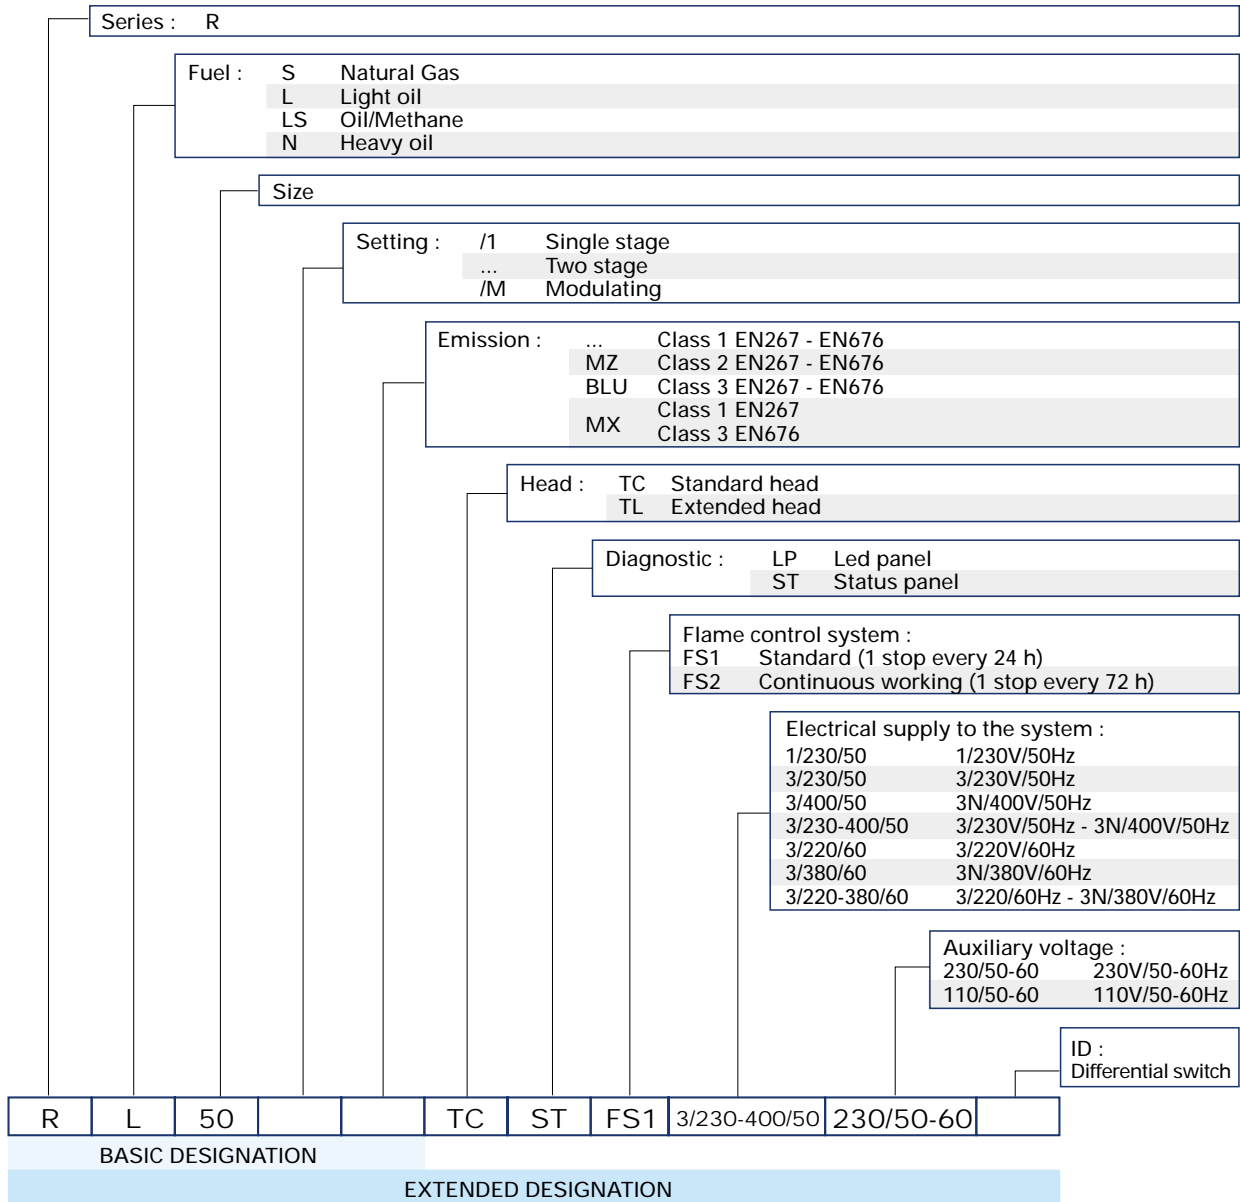 Series : R
Fuel : S Natural Gas
L Light oil
LS Oil/Methane
N Heavy oil
Size
Setting : /1 Single stage
... Two stage
/M Modulating
Emission : ... Class 1 EN267 - EN676
MZ Class 2 EN267 - EN676
BLU Class 3 EN267 - EN676
MX Class 1 EN267
Class 3 EN676
Head : TC Standard head
TL Extended head
Diagnostic : LP Led panel
ST Status panel
Flame control system :
FS1 Standard (1 stop every 24 h)
FS2 Continuous working (1 stop every 72 h)
Electrical supply to the system :
1/230/50 1/230V/50Hz
3/230/50 3/230V/50Hz
3/400/50 3N/400V/50Hz
3/230-400/50 3/230V/50Hz - 3N/400V/50Hz
3/220/60 3/220V/60Hz
3/380/60 3N/380V/60Hz
3/220-380/60 3/220/60Hz - 3N/380V/60Hz
Auxiliary voltage :
230/50-60 230V/50-60Hz
110/50-60 110V/50-60Hz
ID :
Differential switch
R L 50 TC ST FS1 3/230-400/50 230/50-60
BASIC DESIGNATION
EXTENDED DESIGNATION